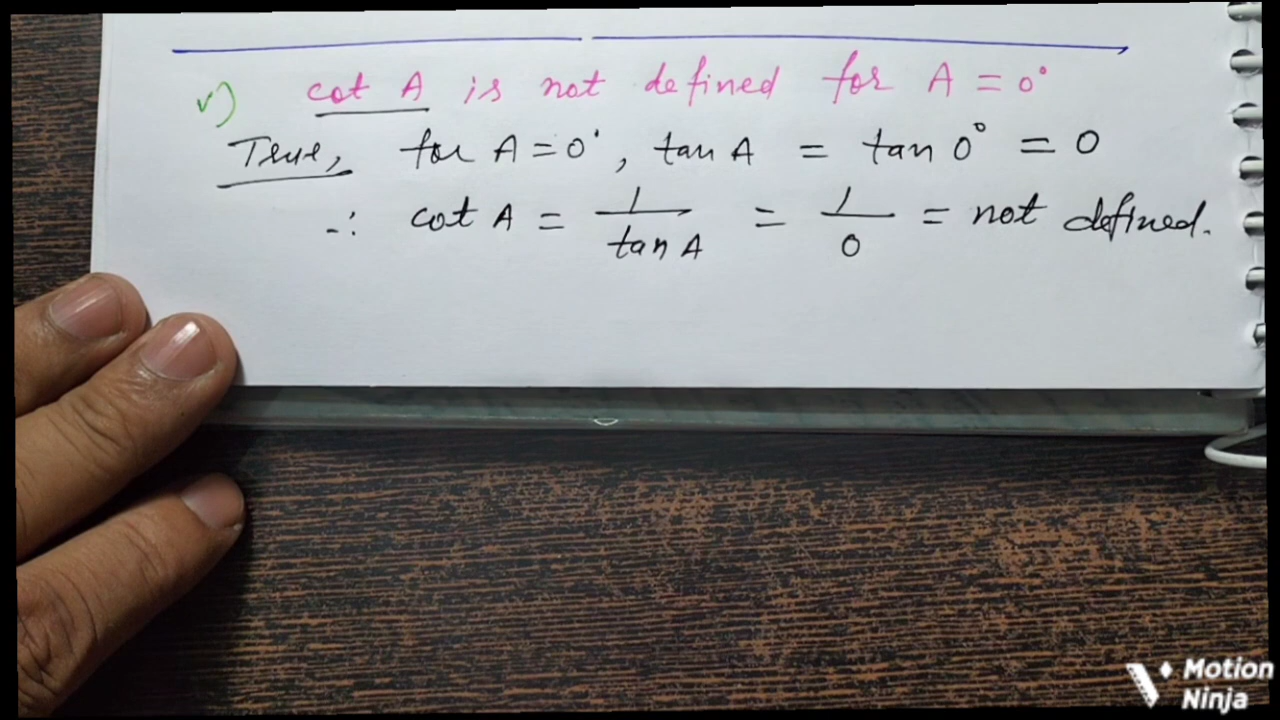 v) cot A is not defined for A = 0°
True, for A = 0°, tan A = tan 0° = 0
∴ cot A = 1/tan A = 1/0 = not defined.
Motion
Ninja